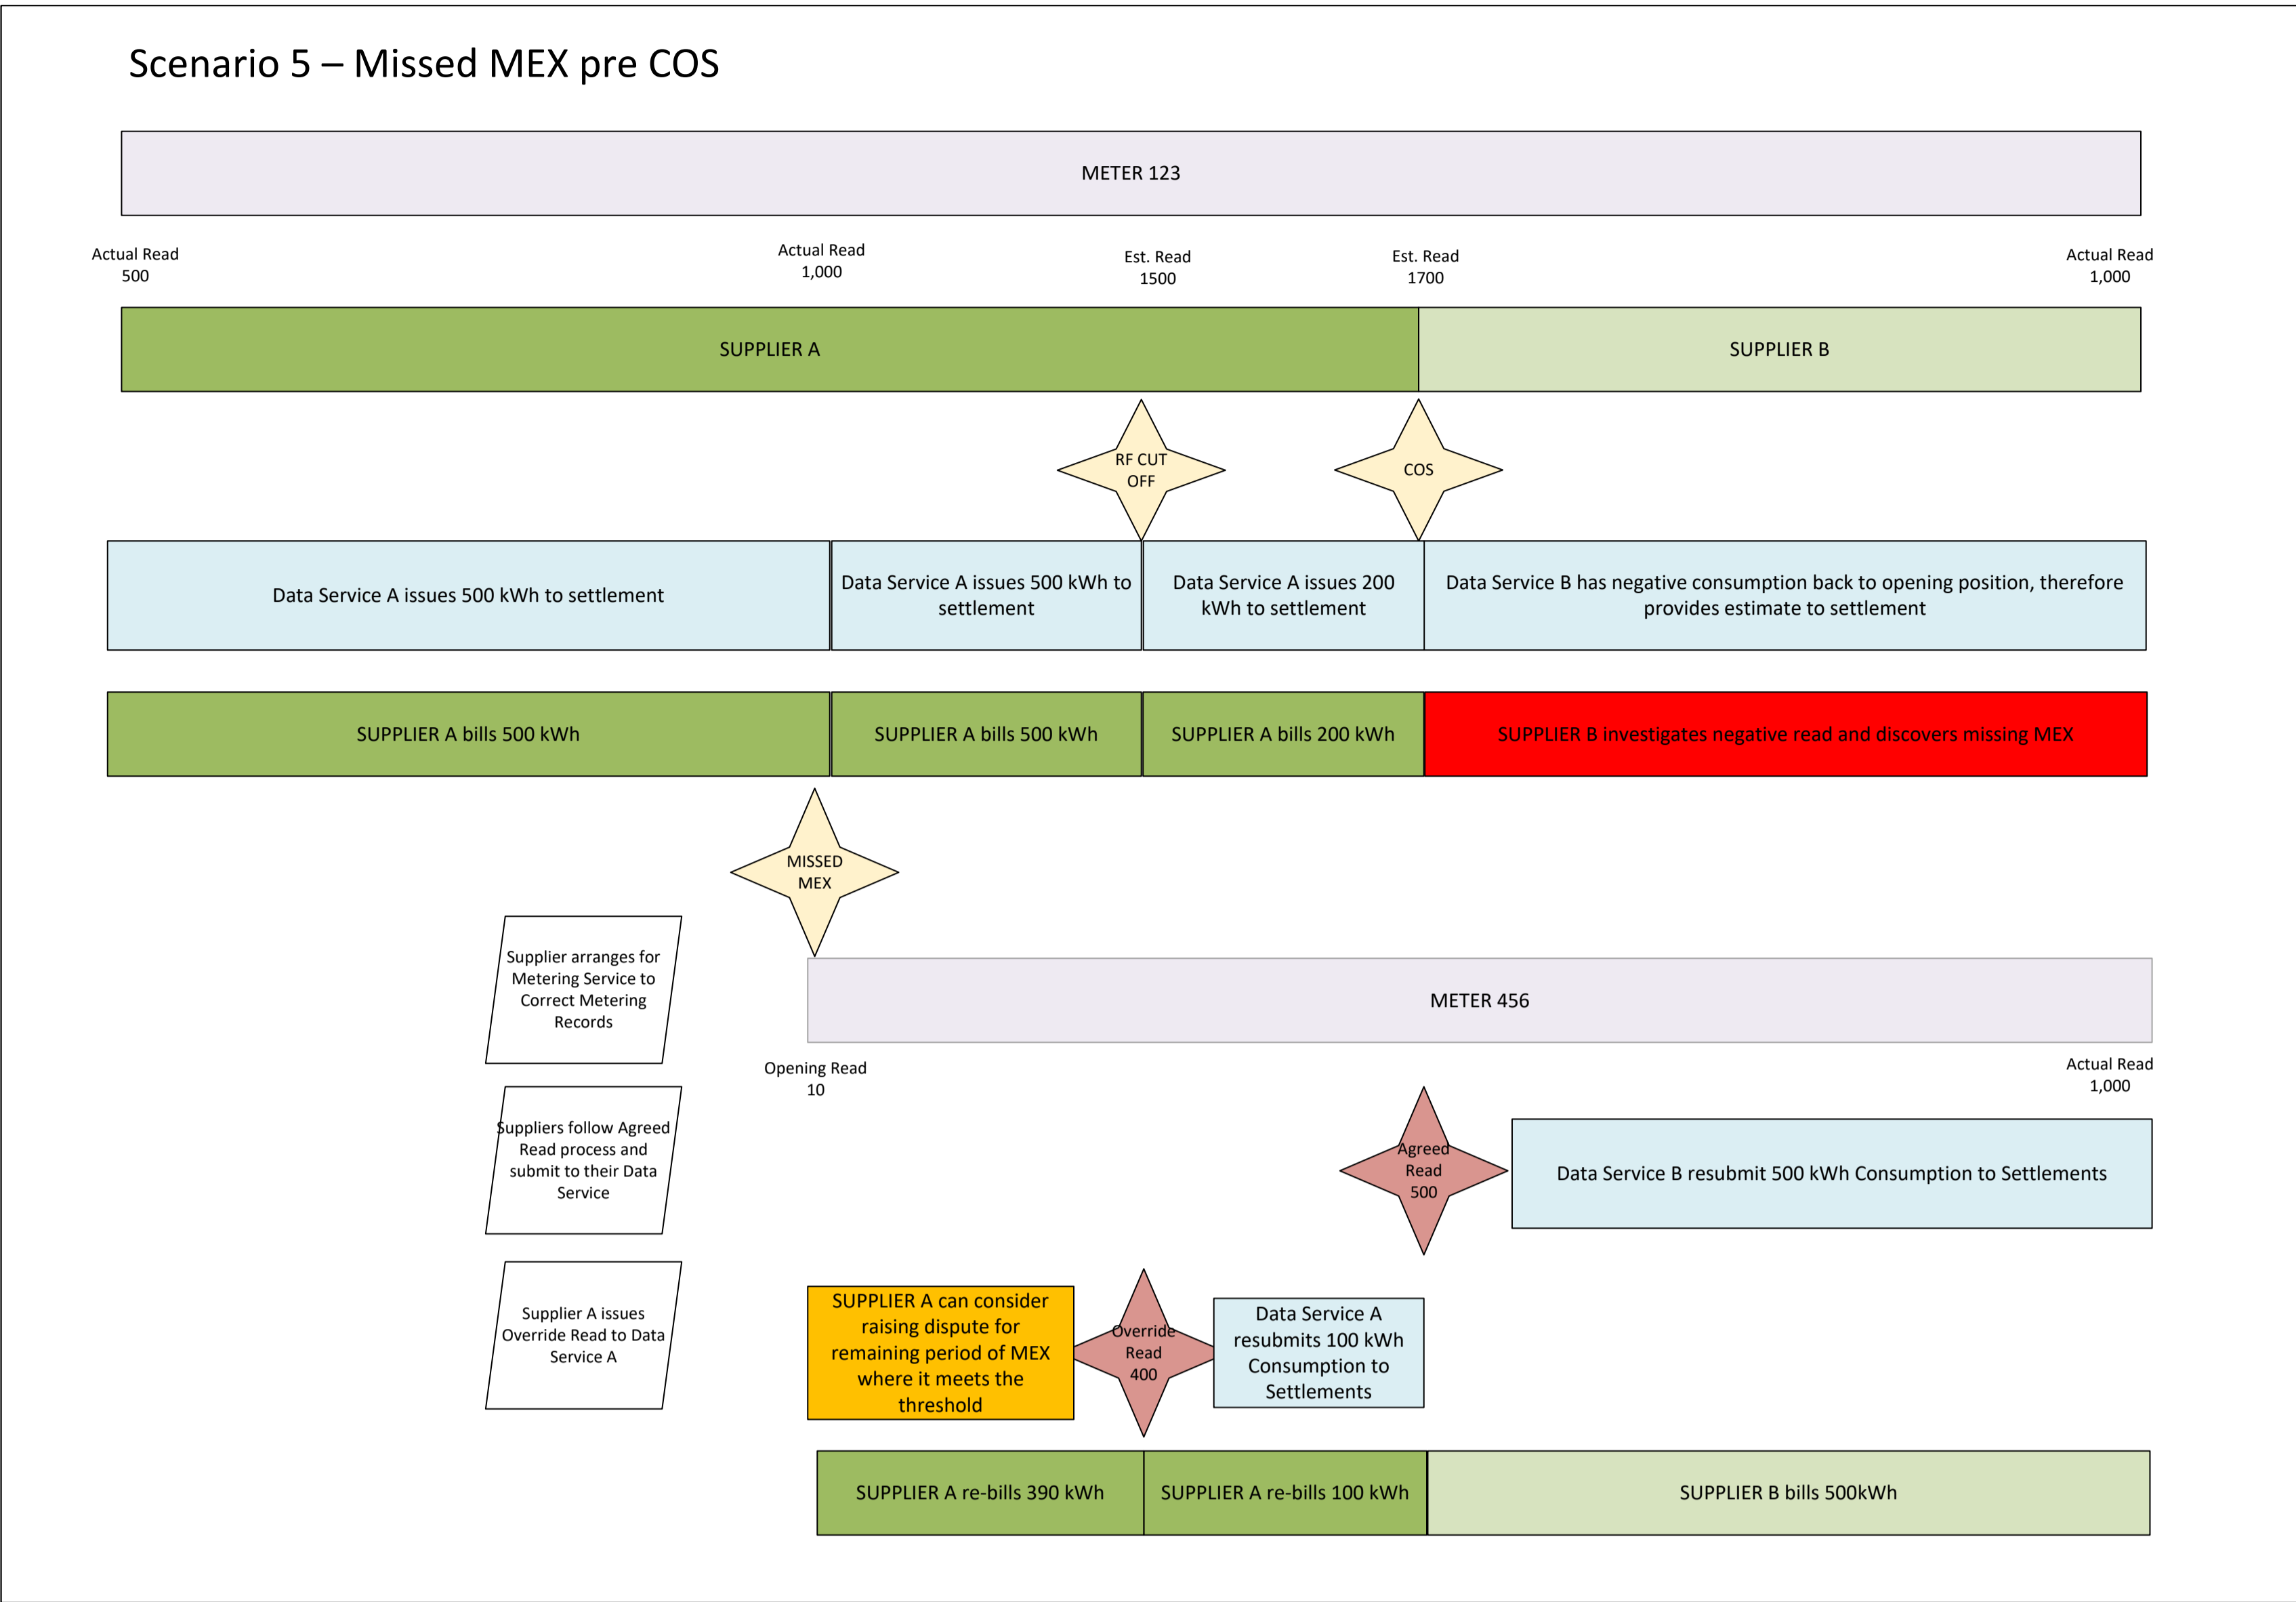 Scenario 5 – Missed MEX pre COS
METER 123
Actual Read
500
Actual Read
1,000
Est. Read
1500
Est. Read
1700
Actual Read
1,000
SUPPLIER A
SUPPLIER B
RF CUT
OFF
COS
Data Service A issues 500 kWh to settlement
Data Service A issues 500 kWh to
settlement
Data Service A issues 200
kWh to settlement
Data Service B has negative consumption back to opening position, therefore
provides estimate to settlement
SUPPLIER A bills 500 kWh
SUPPLIER A bills 500 kWh
SUPPLIER A bills 200 kWh
SUPPLIER B investigates negative read and discovers missing MEX
MISSED
MEX
Supplier arranges for
Metering Service to
Correct Metering
Records
METER 456
Opening Read
10
Actual Read
1,000
Suppliers follow Agreed
Read process and
submit to their Data
Service
Agreed
Read
500
Data Service B resubmit 500 kWh Consumption to Settlements
Supplier A issues
Override Read to Data
Service A
SUPPLIER A can consider
raising dispute for
remaining period of MEX
where it meets the
threshold
Override
Read
400
Data Service A
resubmits 100 kWh
Consumption to
Settlements
SUPPLIER A re-bills 390 kWh
SUPPLIER A re-bills 100 kWh
SUPPLIER B bills 500kWh